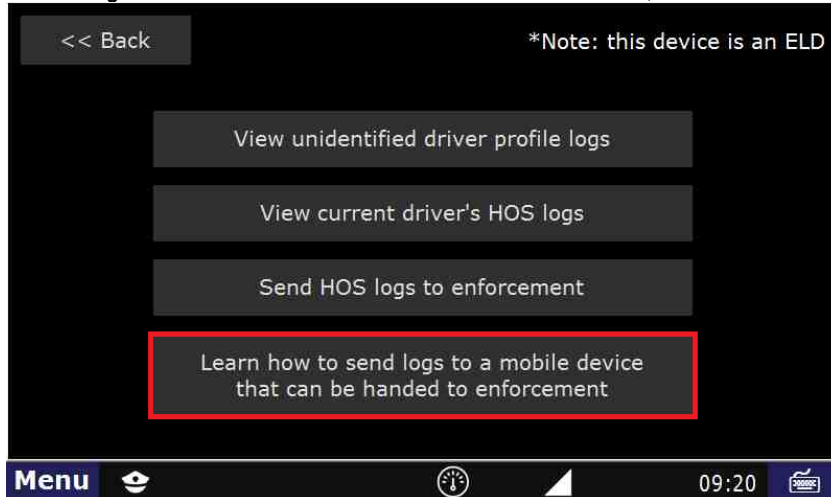 << Back
*Note: this device is an ELD
View unidentified driver profile logs
View current driver's HOS logs
Send HOS logs to enforcement
Learn how to send logs to a mobile device
that can be handed to enforcement
Menu
09:20